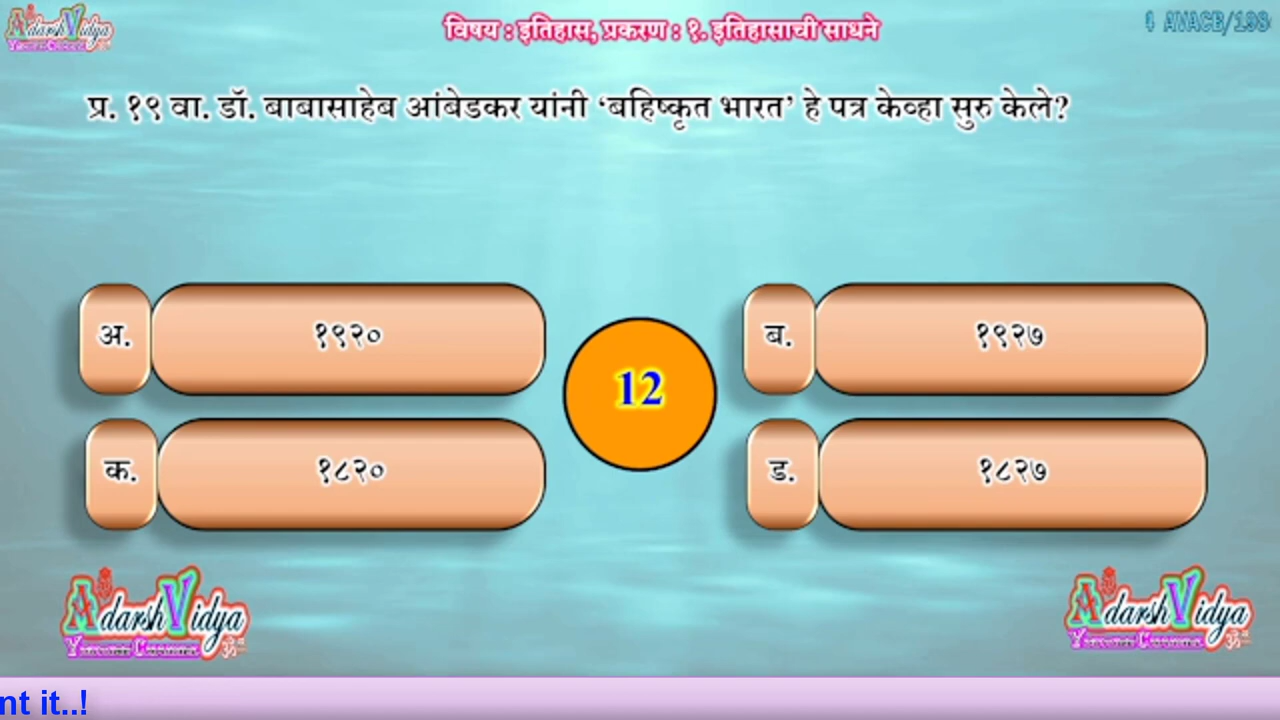 AdarshVidya
विषय : इतिहास, प्रकरण : १. इतिहासाची साधने
प्र. १९ वा. डॉ. बाबासाहेब आंबेडकर यांनी ‘बहिष्कृत भारत’ हे पत्र केव्हा सुरु केले?
अ. १९२०
ब. १९२७
12
क. १८२०
ड. १८२७
AdarshVidya
AdarshVidya
nt it..!